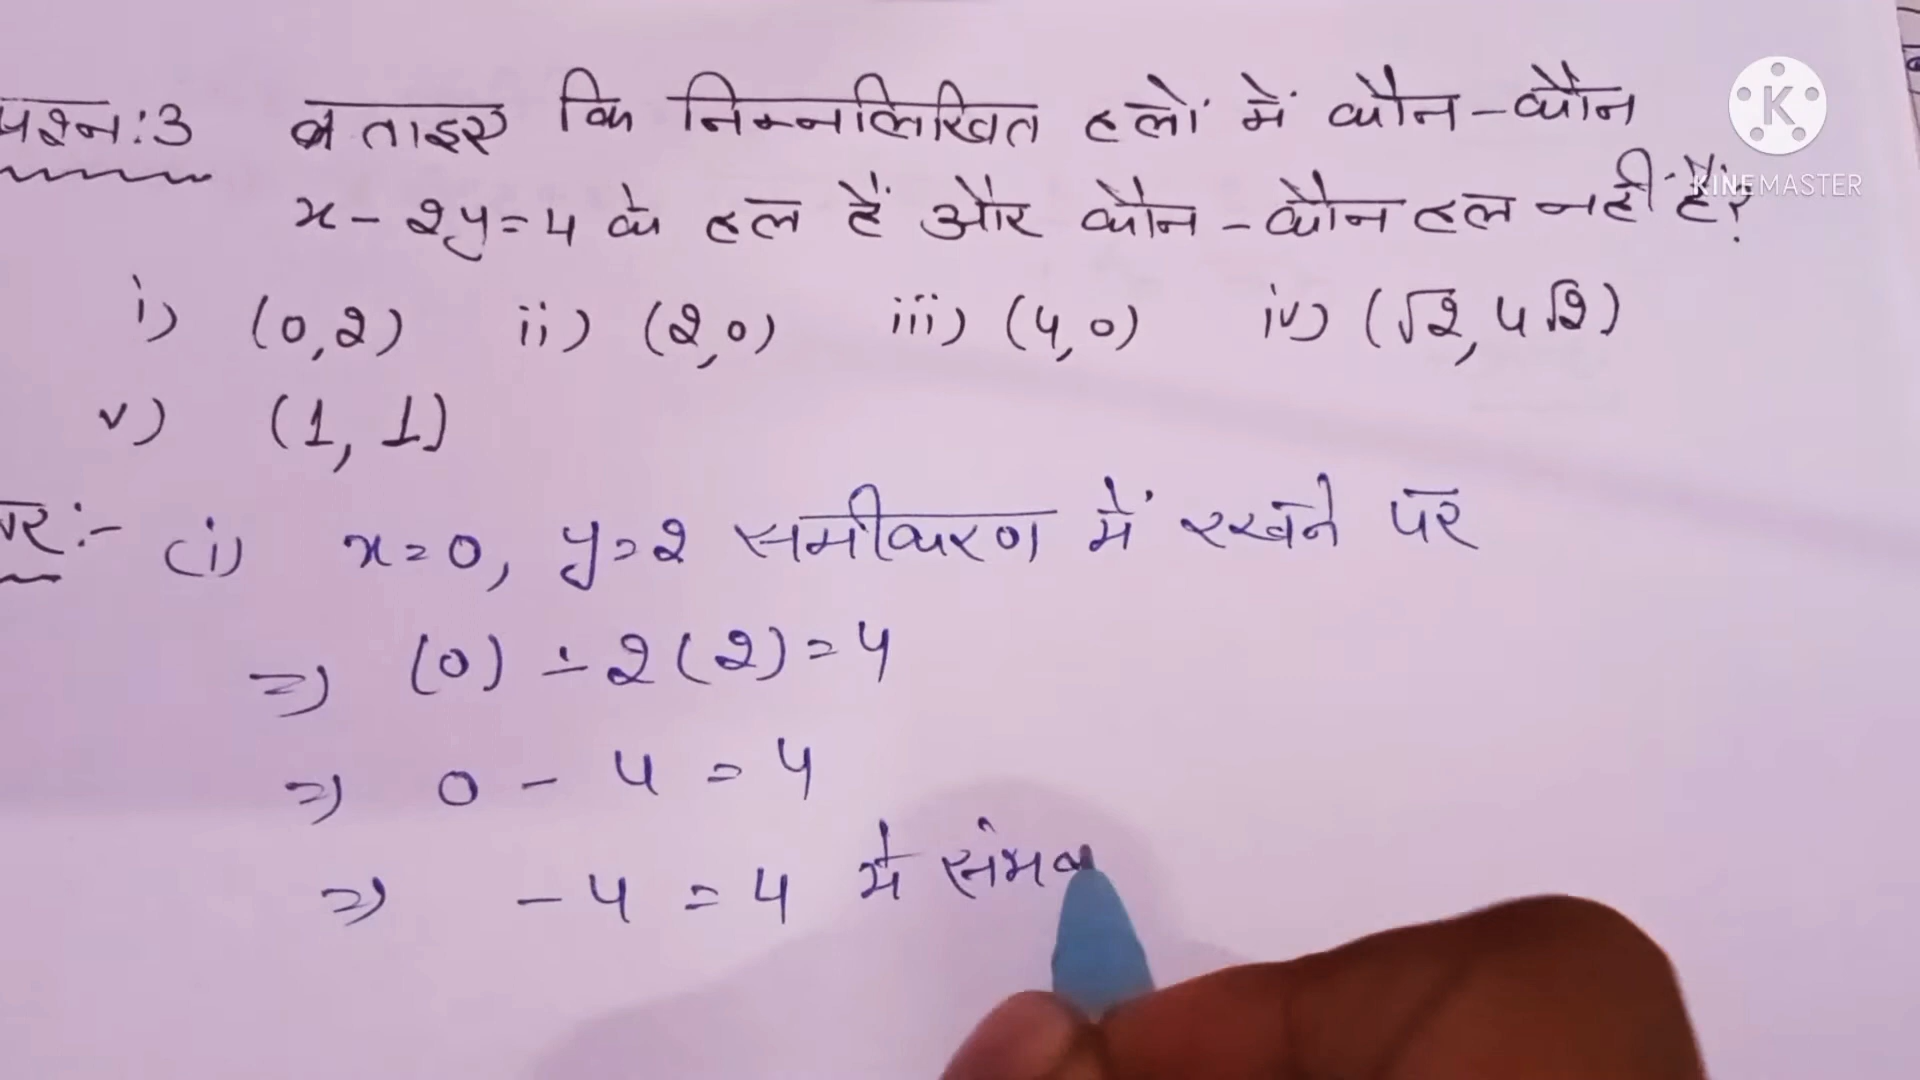 प्रश्न:3 बताइए कि निम्नलिखित हलों में कौन-कौन
x - 2y = 4 के हल हैं और कौन-कौन हल नहीं हैं?
i) (0,2) ii) (2,0) iii) (4,0) iv) (√2, 4√2)
v) (1, 1)
(i) x=0, y=2 समीकरण में रखने पर
=> (0) - 2(2) = 4
=> 0 - 4 = 4
=> - 4 = 4 ये संभव
K
KINEMASTER